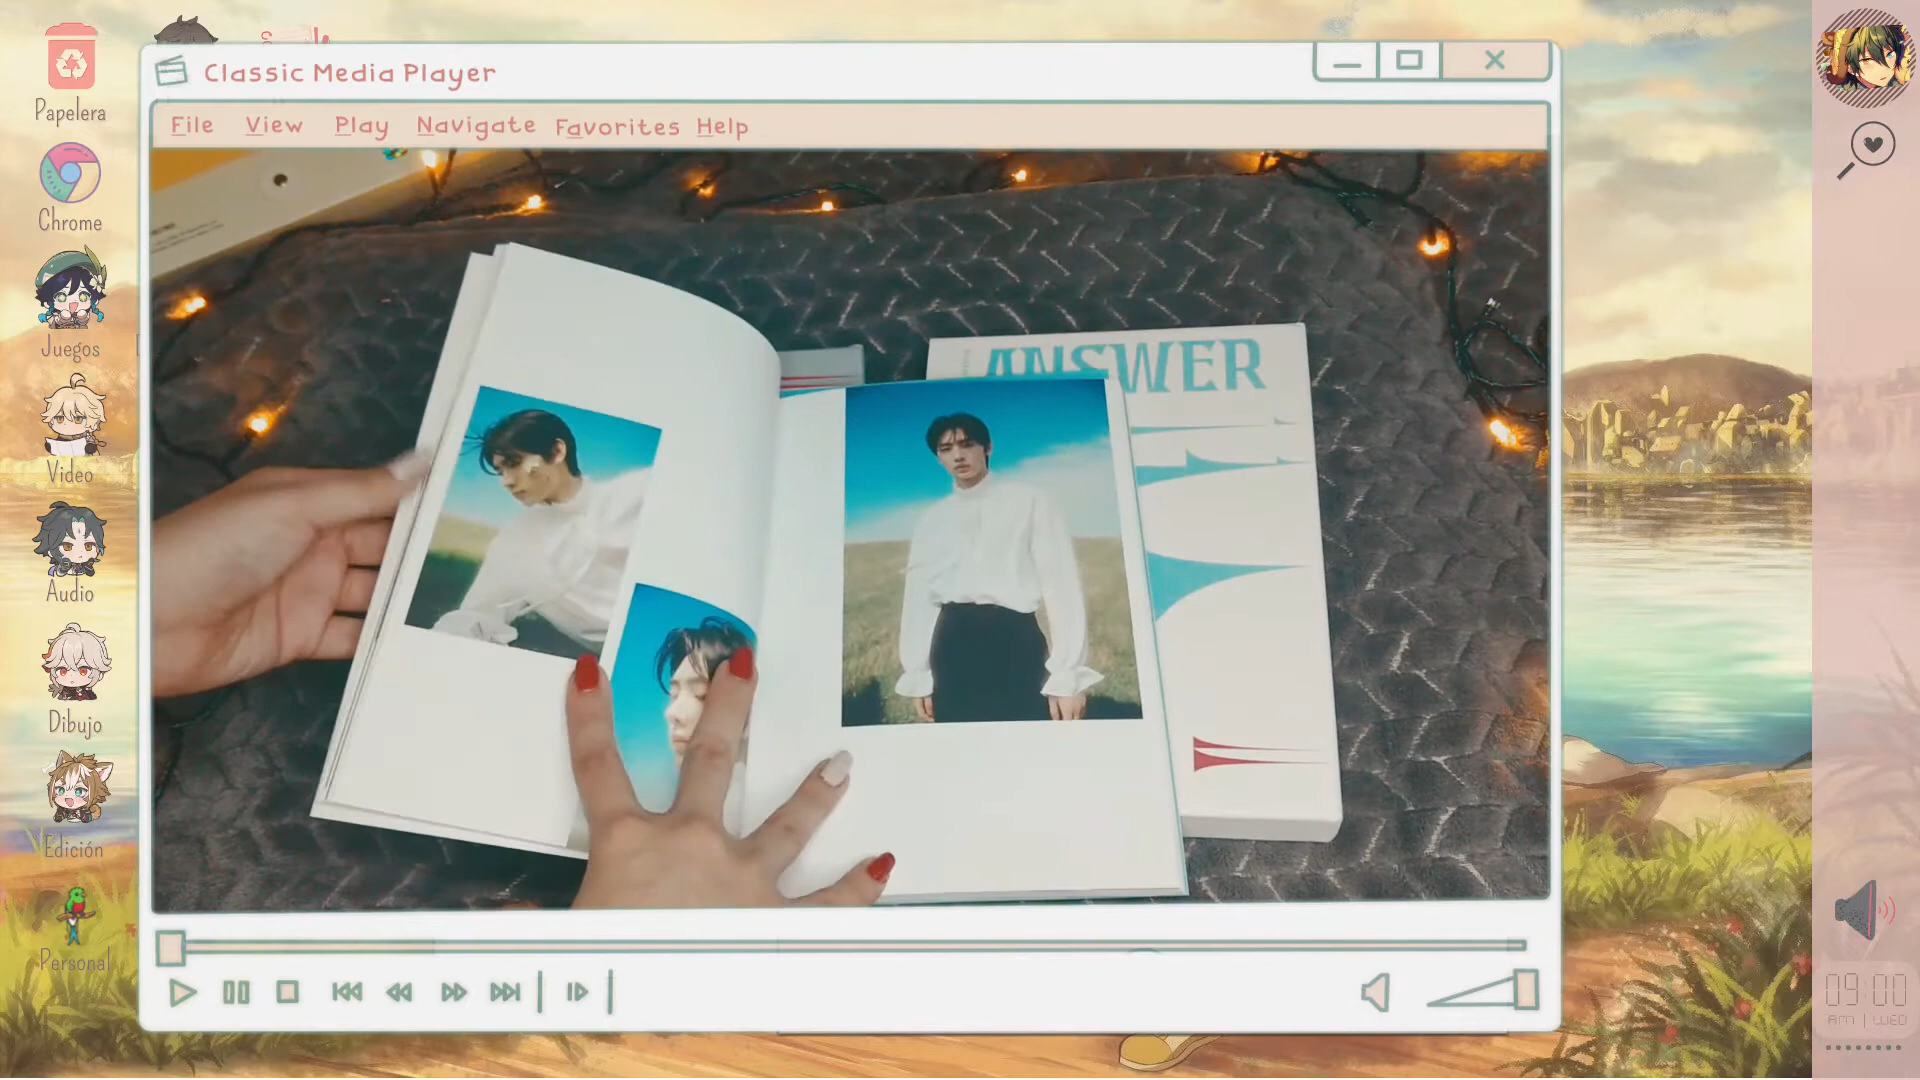 Papelera
Chrome
Juegos
Video
Audio
Dibujo
Edición
Personal
Classic Media Player
File View Play Navigate Favorites Help
ANSWER
09:00
AM | WED